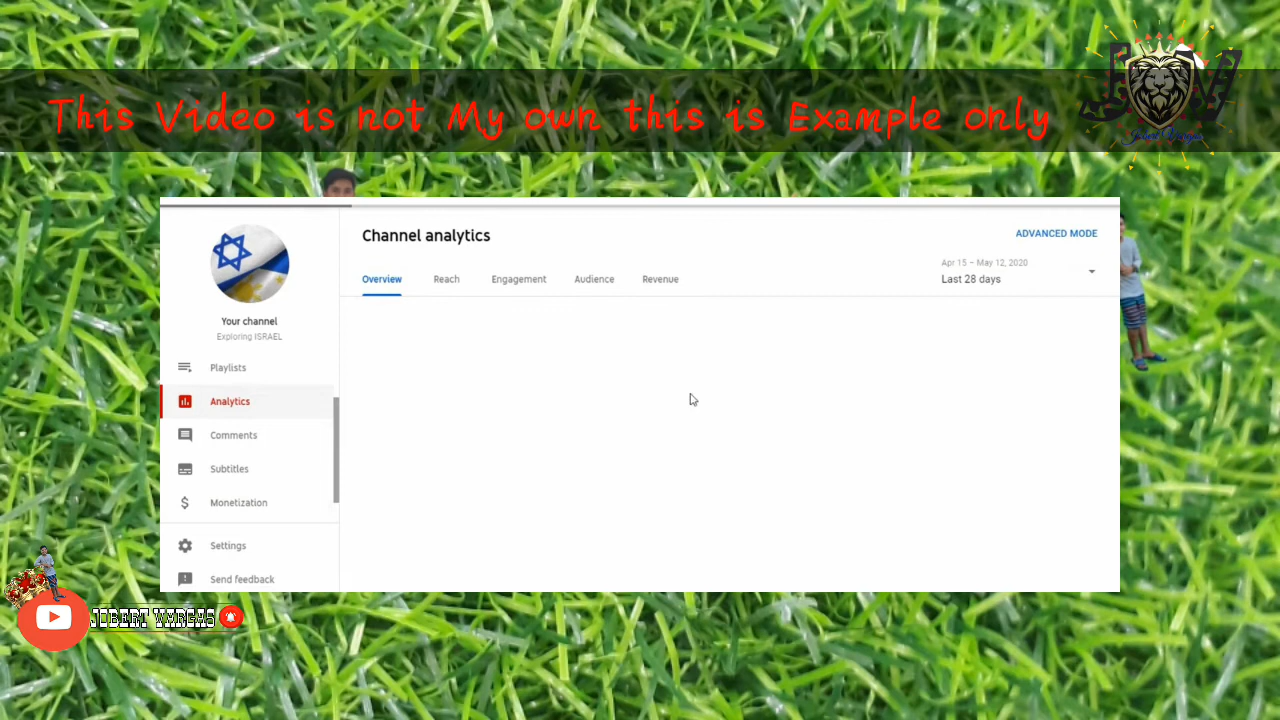 This Video is not My own this is Example only
Jobert Vargas
Channel analytics
ADVANCED MODE
Apr 15 – May 12, 2020
Last 28 days
Overview
Reach
Engagement
Audience
Revenue
Your channel
Exploring ISRAEL
Playlists
Analytics
Comments
Subtitles
Monetization
Settings
Send feedback
JOBERT VARGAS